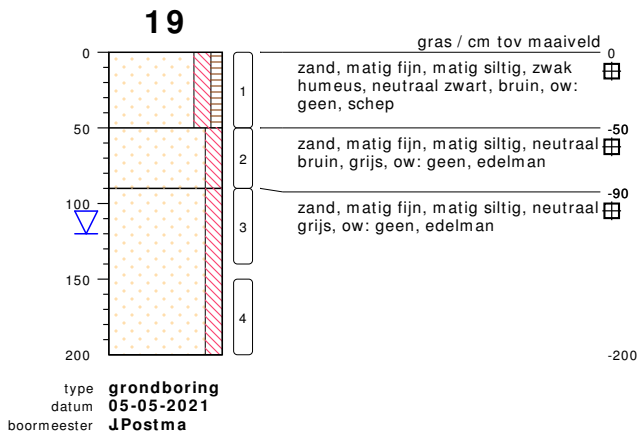 19
gras / cm tov maaiveld
0
0
zand, matig fijn, matig siltig, zwak
humeus, neutraal zwart, bruin, ow:
geen, schep
1
50
-50
zand, matig fijn, matig siltig, neutraal
bruin, grijs, ow: geen, edelman
2
-90
100
zand, matig fijn, matig siltig, neutraal
grijs, ow: geen, edelman
3
150
4
200
-200
type grondboring
datum 05-05-2021
boormeester J.Postma